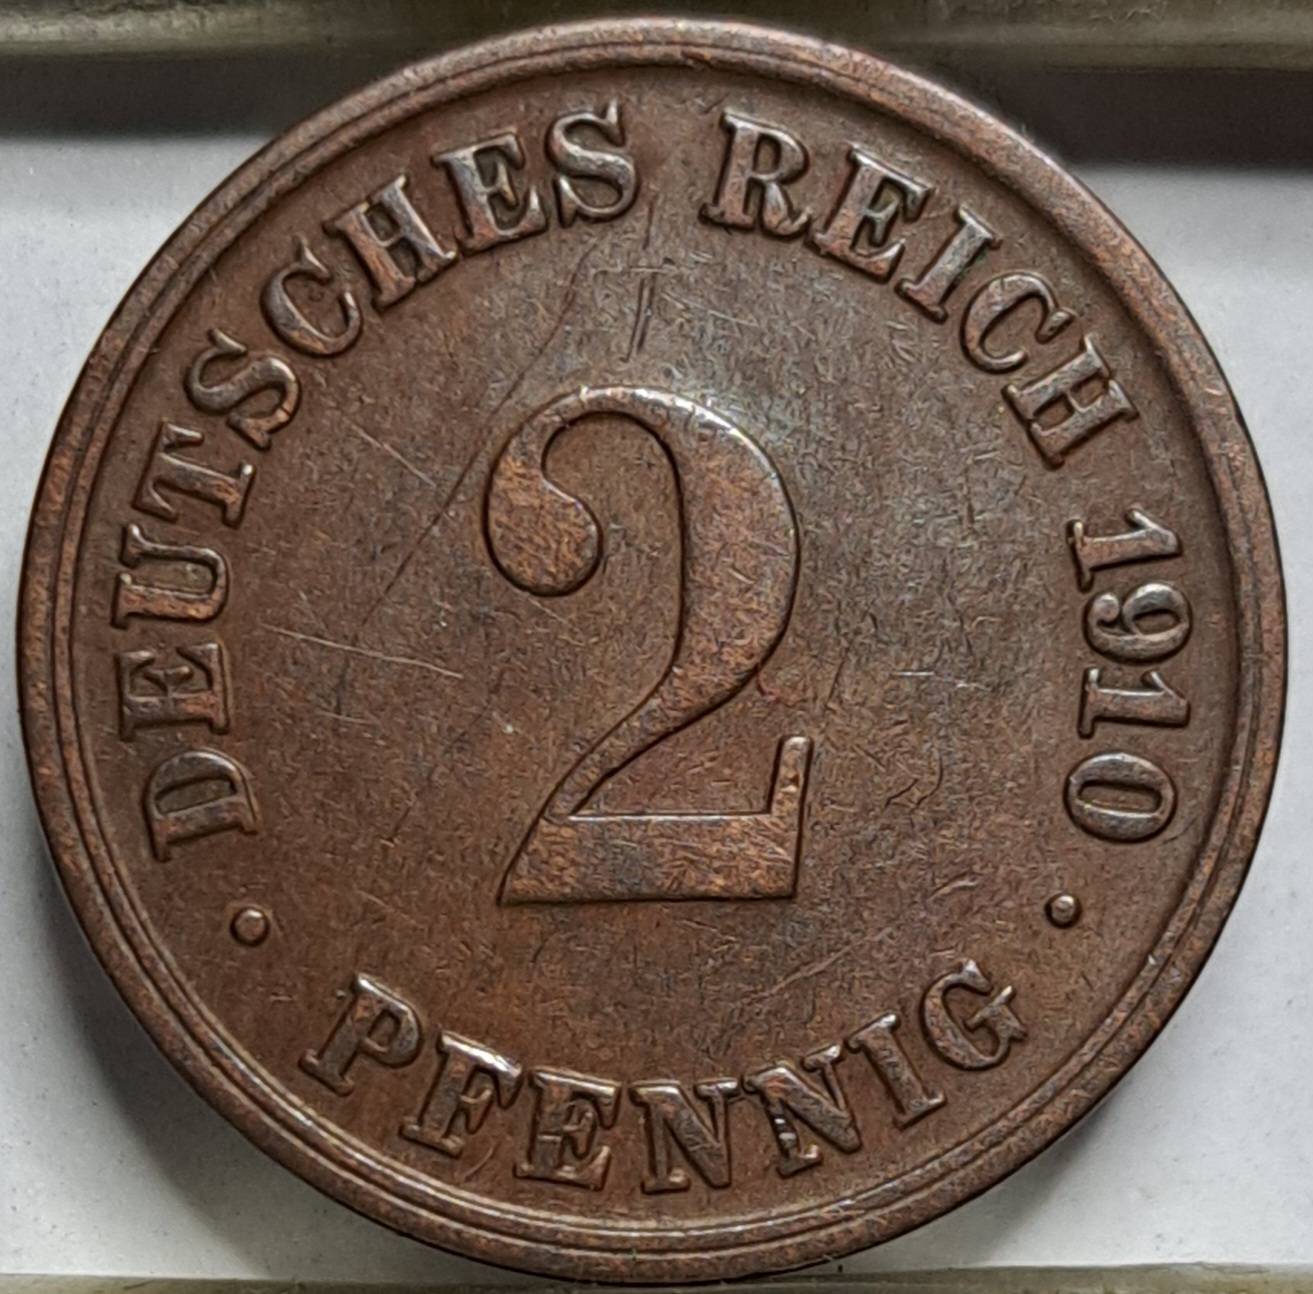 DEUTSCHES REICH 1910
2
· PFENNIG ·